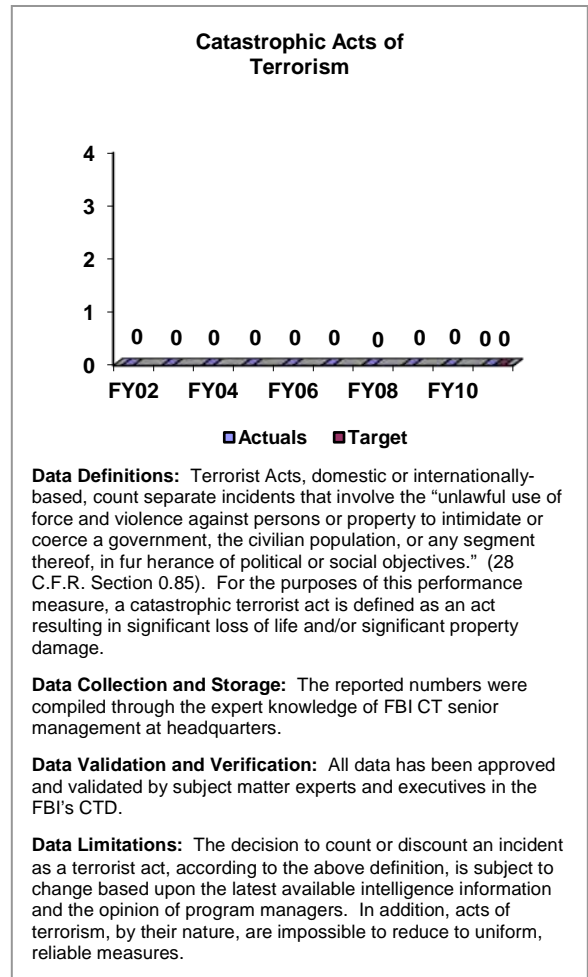 Catastrophic Acts of
Terrorism
4
3
2
1
0
0 0 0 0 0 0 0 0 0 0 0
FY02 FY04 FY06 FY08 FY10
Actuals Target
Data Definitions: Terrorist Acts, domestic or internationally-
based, count separate incidents that involve the “unlawful use of
force and violence against persons or property to intimidate or
coerce a government, the civilian population, or any segment
thereof, in fur herance of political or social objectives.” (28
C.F.R. Section 0.85). For the purposes of this performance
measure, a catastrophic terrorist act is defined as an act
resulting in significant loss of life and/or significant property
damage.
Data Collection and Storage: The reported numbers were
compiled through the expert knowledge of FBI CT senior
management at headquarters.
Data Validation and Verification: All data has been approved
and validated by subject matter experts and executives in the
FBI’s CTD.
Data Limitations: The decision to count or discount an incident
as a terrorist act, according to the above definition, is subject to
change based upon the latest available intelligence information
and the opinion of program managers. In addition, acts of
terrorism, by their nature, are impossible to reduce to uniform,
reliable measures.